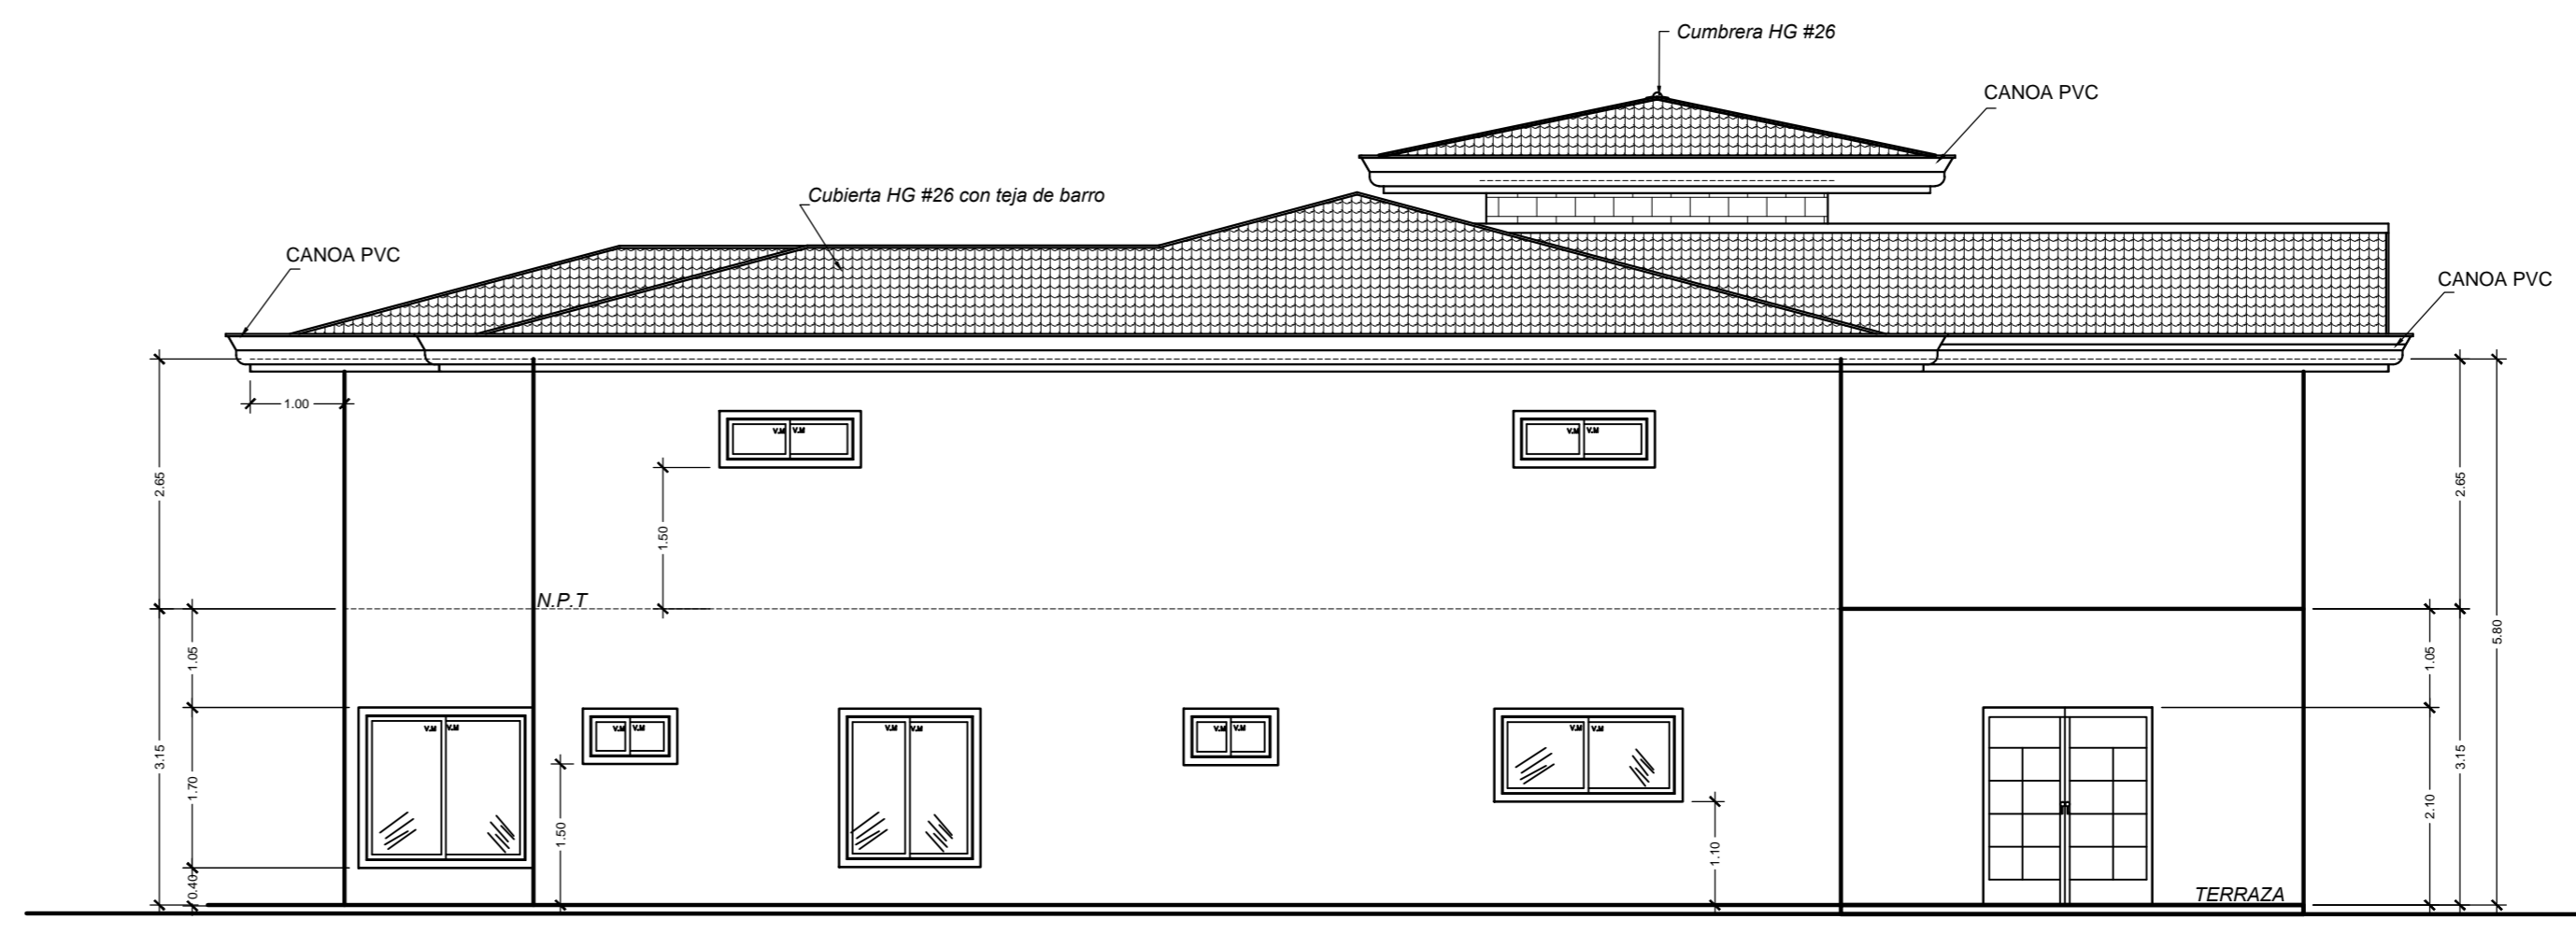 Cumbrera HG #26
CANOA PVC
Cubierta HG #26 con teja de barro
CANOA PVC
CANOA PVC
1.00
V.M V.M
V.M V.M
2.65
2.65
1.50
N.P.T
5.80
1.05
1.05
V.M V.M
V.M V.M
V.M V.M
V.M V.M
V.M V.M
3.15
1.70
3.15
2.10
1.50
1.10
0.40
TERRAZA